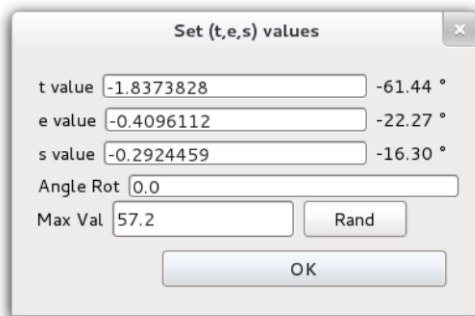 Set (t,e,s) values
t value -1.8373828 -61.44 °
e value -0.4096112 -22.27 °
s value -0.2924459 -16.30 °
Angle Rot 0.0
Max Val 57.2 Rand
OK